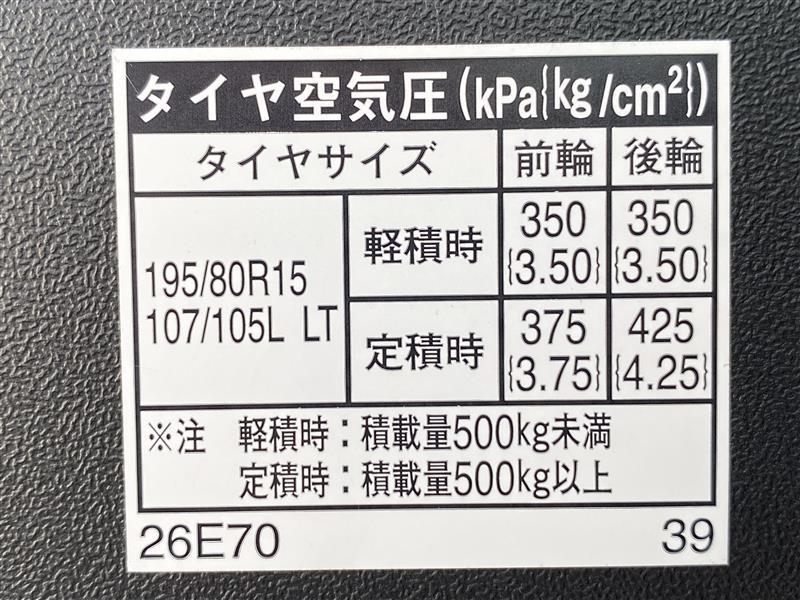 タイヤ空気圧(kPa{kg/cm²})
タイヤサイズ 前輪 後輪
195/80R15
107/105L LT
軽積時 350 350
{3.50} {3.50}
定積時 375 425
{3.75} {4.25}
※注 軽積時:積載量500kg未満
定積時:積載量500kg以上
26E70 39